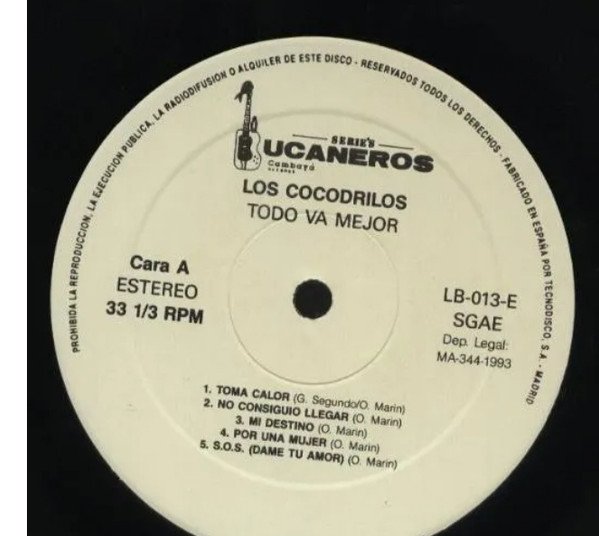 PROHIBIDA LA REPRODUCCION, LA EJECUCION PUBLICA, LA RADIODIFUSION O ALQUILER DE ESTE DISCO - RESERVADOS TODOS LOS DERECHOS - FABRICADO EN ESPAÑA POR TECNODISCO, S.A. - MADRID
SERIE'S
BUCANEROS
Cambayá
RECORDS
LOS COCODRILOS
TODO VA MEJOR
Cara A
ESTEREO
33 1/3 RPM
LB-013-E
SGAE
Dep. Legal:
MA-344-1993
1. TOMA CALOR (G. Segundo/O. Marin)
2. NO CONSIGUIO LLEGAR (O. Marin)
3. MI DESTINO (O. Marin)
4. POR UNA MUJER (O. Marin)
5. S.O.S. (DAME TU AMOR) (O. Marin)